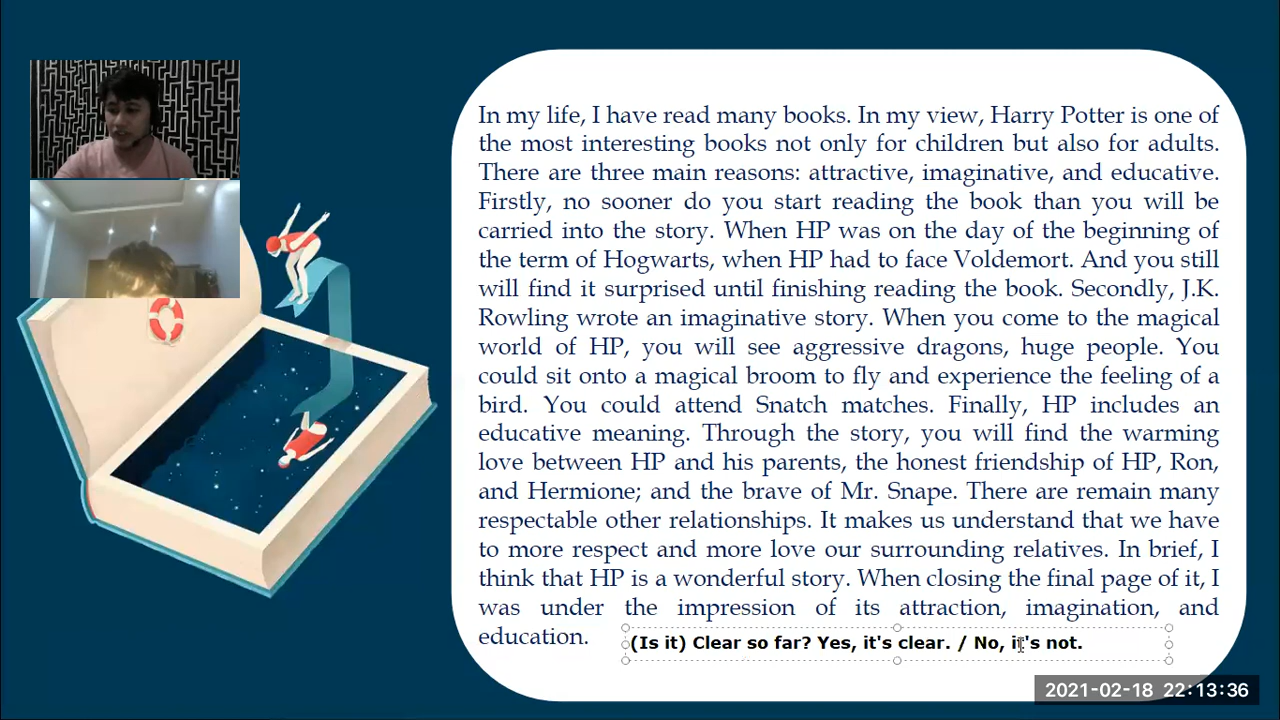 In my life, I have read many books. In my view, Harry Potter is one of
the most interesting books not only for children but also for adults.
There are three main reasons: attractive, imaginative, and educative.
Firstly, no sooner do you start reading the book than you will be
carried into the story. When HP was on the day of the beginning of
the term of Hogwarts, when HP had to face Voldemort. And you still
will find it surprised until finishing reading the book. Secondly, J.K.
Rowling wrote an imaginative story. When you come to the magical
world of HP, you will see aggressive dragons, huge people. You
could sit onto a magical broom to fly and experience the feeling of a
bird. You could attend Snatch matches. Finally, HP includes an
educative meaning. Through the story, you will find the warming
love between HP and his parents, the honest friendship of HP, Ron,
and Hermione; and the brave of Mr. Snape. There are remain many
respectable other relationships. It makes us understand that we have
to more respect and more love our surrounding relatives. In brief, I
think that HP is a wonderful story. When closing the final page of it, I
was under the impression of its attraction, imagination, and
education.
(Is it) Clear so far? Yes, it's clear. / No, it's not.
2021-02-18 22:13:36